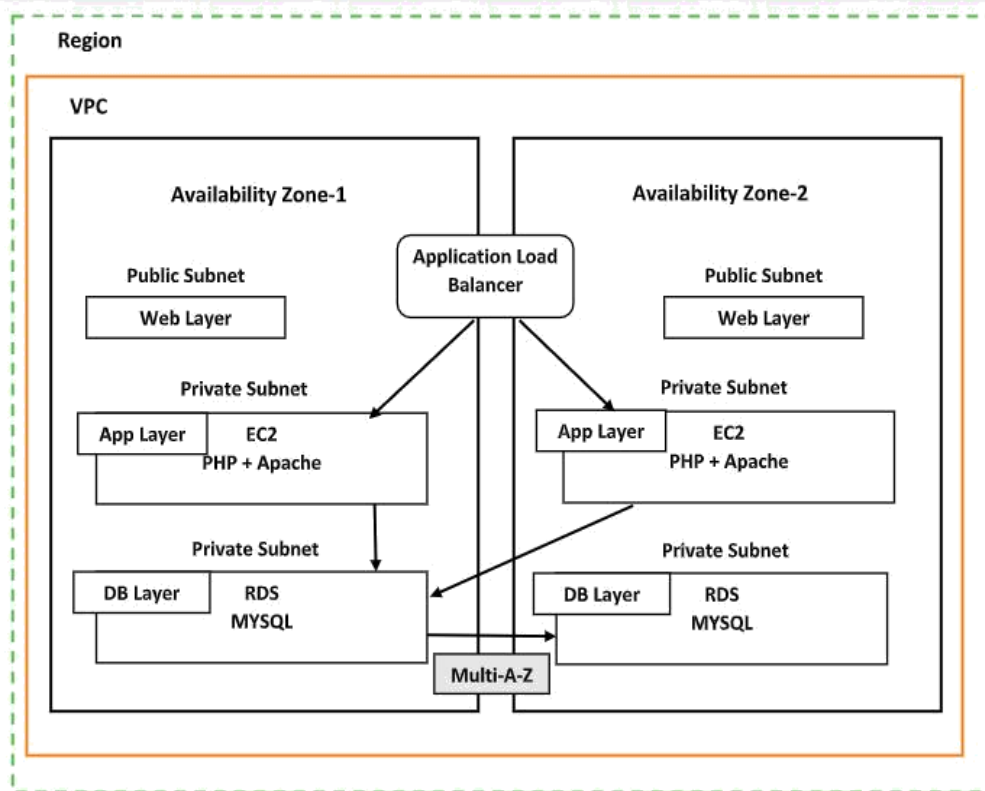 Region
VPC
Availability Zone-1
Availability Zone-2
Application Load
Balancer
Public Subnet
Web Layer
Public Subnet
Web Layer
Private Subnet
App Layer
EC2
PHP + Apache
Private Subnet
App Layer
EC2
PHP + Apache
Private Subnet
DB Layer
RDS
MYSQL
Private Subnet
DB Layer
RDS
MYSQL
Multi-A-Z